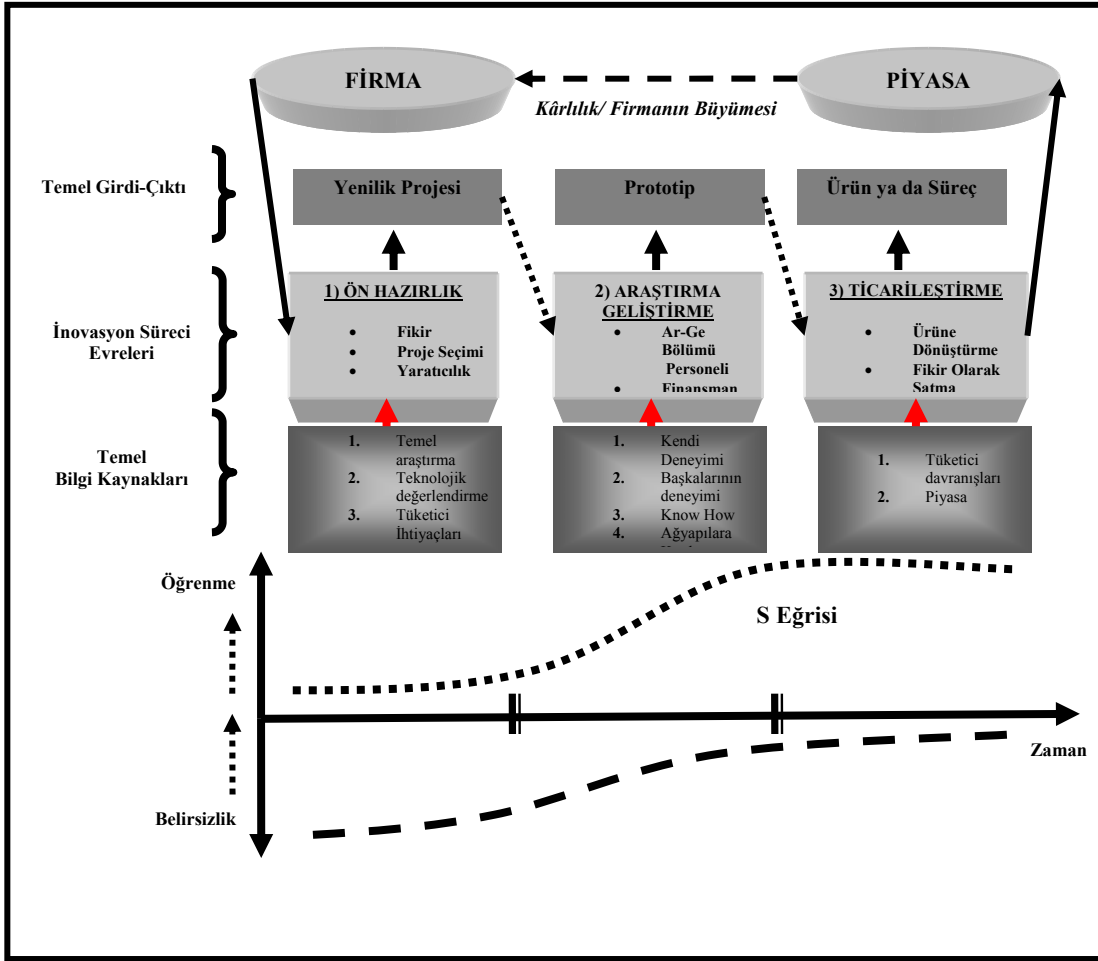 FİRMA
PİYASA
Kârlılık/ Firmanın Büyümesi
Temel Girdi-Çıktı
Yenilik Projesi
Prototip
Ürün ya da Süreç
İnovasyon Süreci
Evreleri
1) ÖN HAZIRLIK
• Fikir
• Proje Seçimi
• Yaratıcılık
2) ARAŞTIRMA
GELİŞTİRME
• Ar-Ge
Bölümü
Personeli
• Finansman
3) TİCARİLEŞTİRME
• Ürüne
Dönüştürme
• Fikir Olarak
Satma
Temel
Bilgi Kaynakları
1. Temel
araştırma
2. Teknolojik
değerlendirme
3. Tüketici
İhtiyaçları
1. Kendi
Deneyimi
2. Başkalarının
deneyimi
3. Know How
4. Ağyapılara
1. Tüketici
davranışları
2. Piyasa
Öğrenme
S Eğrisi
Zaman
Belirsizlik